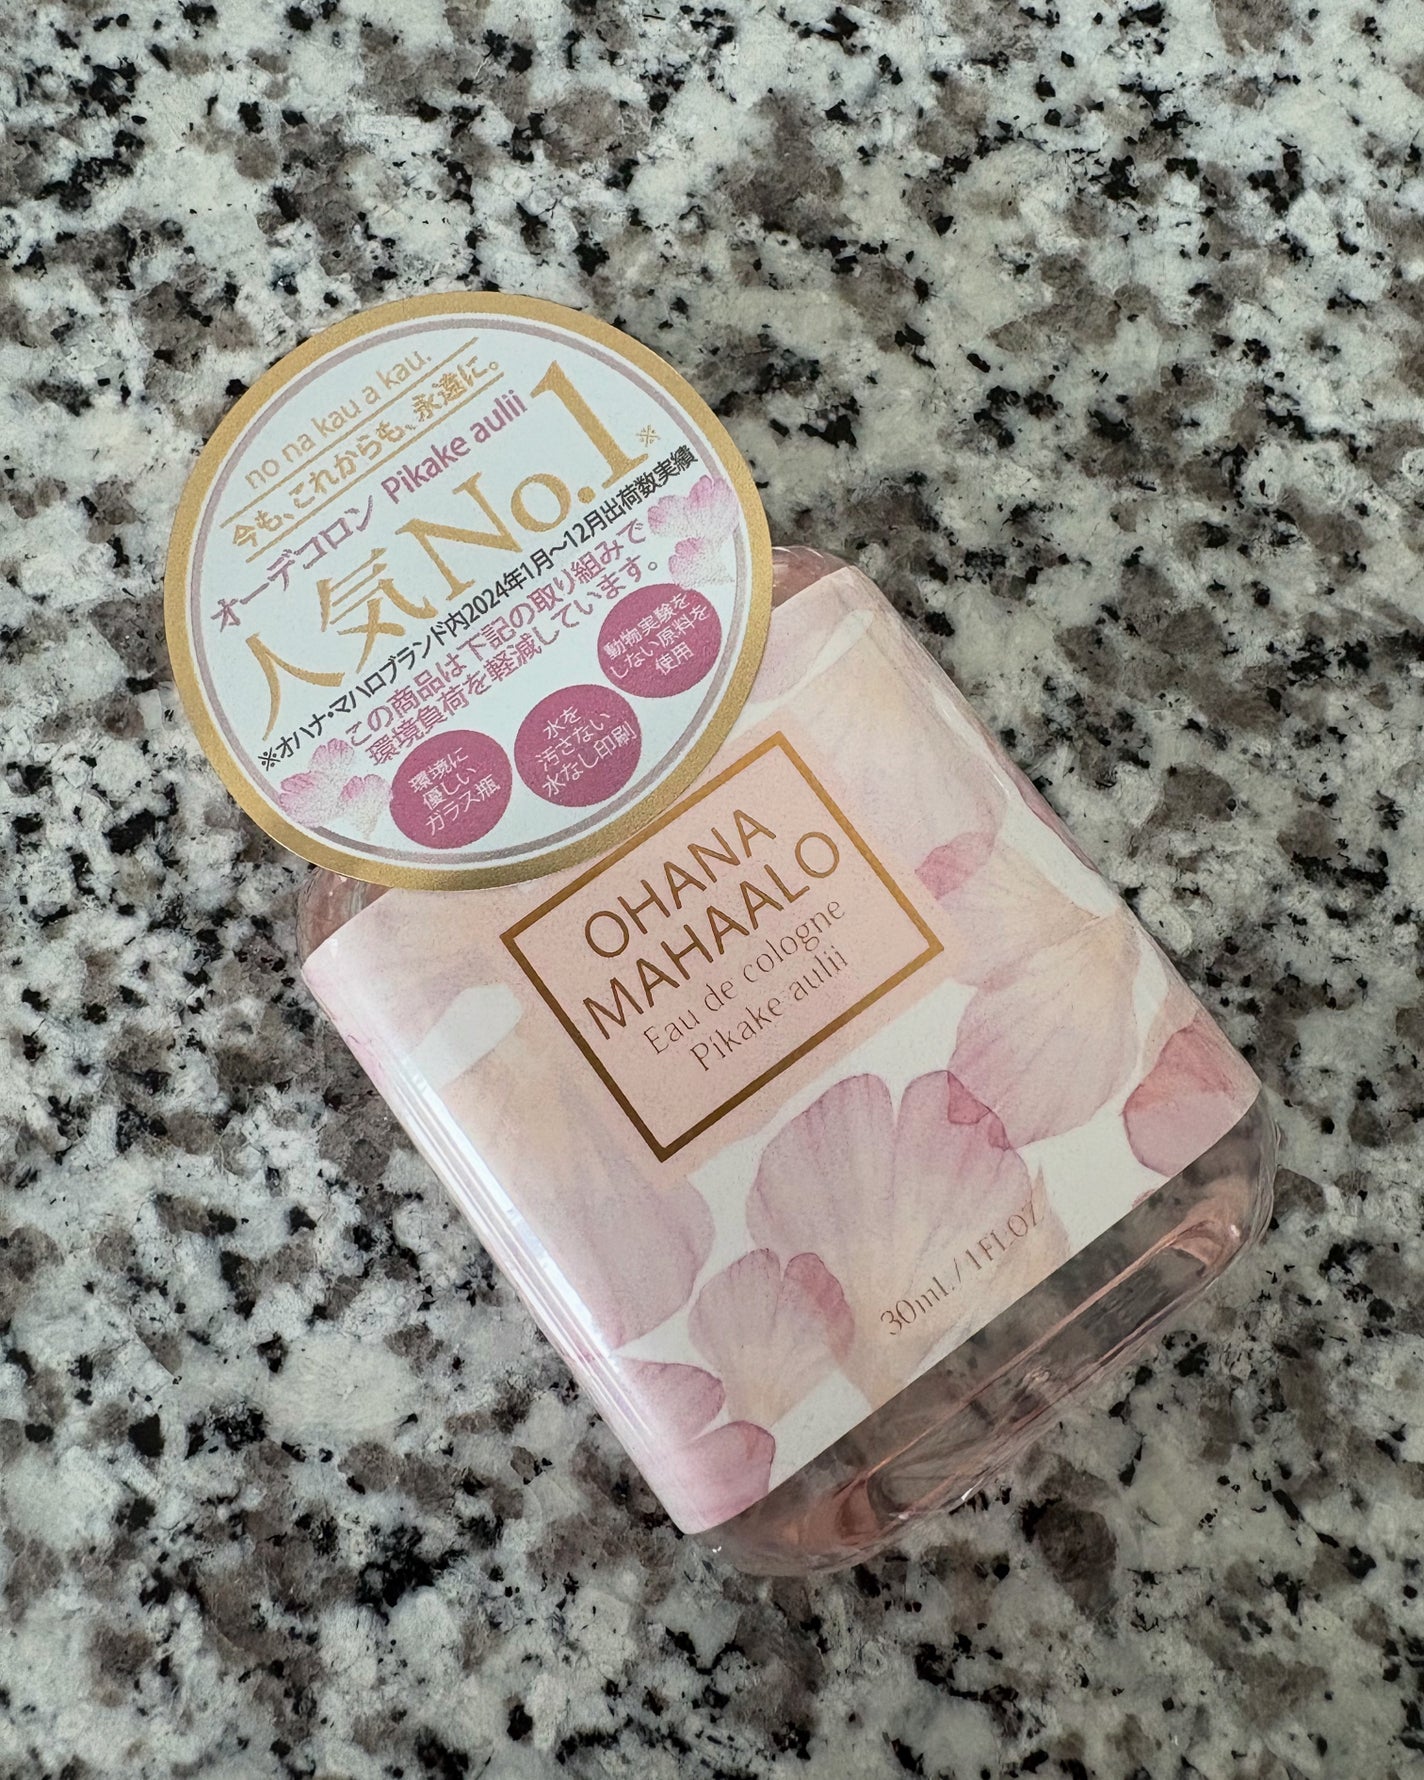 no na kau a kau.
今も、これからも、永遠に。
オーデコロン Pikake aulii
人気No.1※
※オハナ・マハロブランド内2024年1月〜12月出荷数実績
この商品は下記の取り組みで
環境負荷を軽減しています。
環境に
優しい
ガラス瓶
水を
汚さない
水なし印刷
動物実験を
しない原料を
使用
OHANA
MAHAALO
Eau de cologne
Pikake aulii
30mL / 1FL.OZ